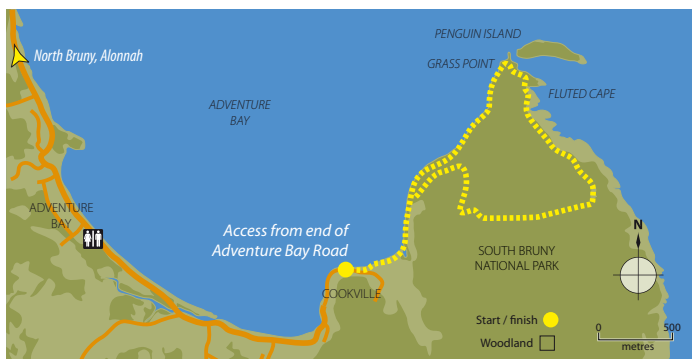 PENGUIN ISLAND
North Bruny, Alonnah
GRASS POINT
FLUTED CAPE
ADVENTURE
BAY
ADVENTURE
BAY
Access from end of
Adventure Bay Road
N
SOUTH BRUNY
NATIONAL PARK
COOKVILLE
Start / finish
0 500
Woodland
metres